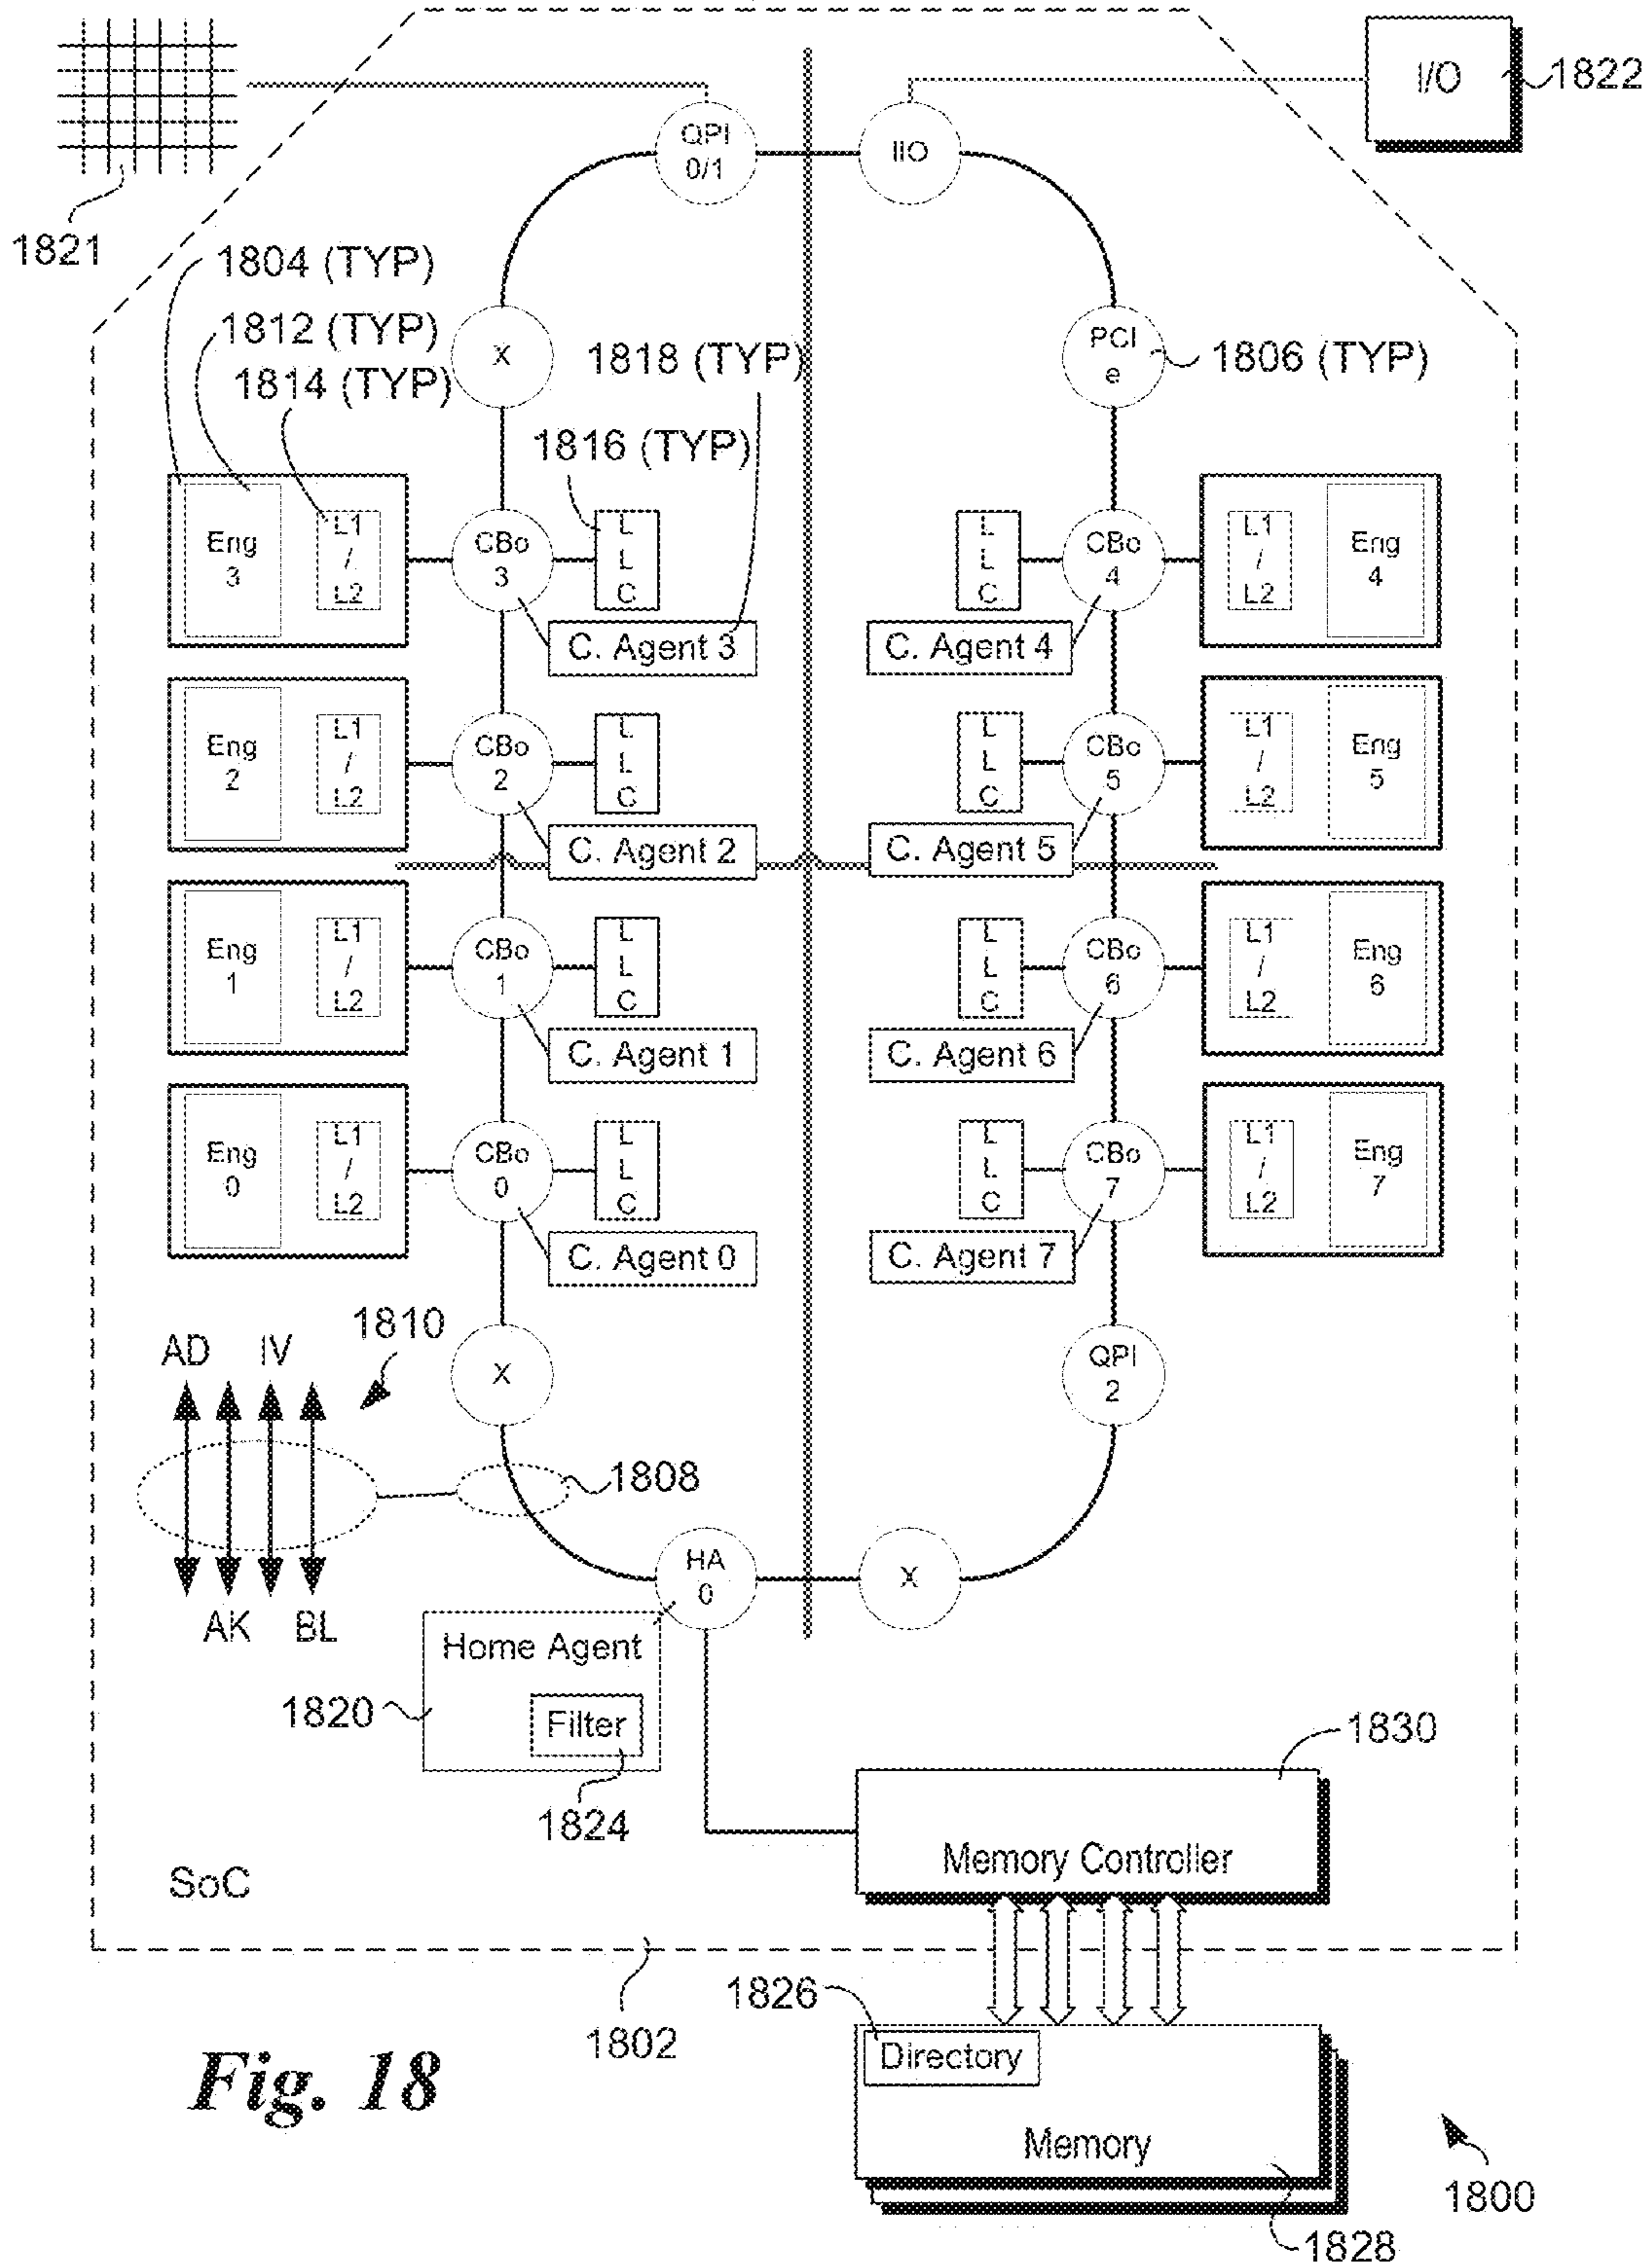 I/O
1822
QPI
0/1
IIO
1821
1804 (TYP)
1812 (TYP)
1814 (TYP)
X
1818 (TYP)
PCI
e
1806 (TYP)
1816 (TYP)
Eng
3
L1
/
L2
CBo
3
L
L
C
C. Agent 3
L
L
C
CBo
4
L1
/
L2
Eng
4
C. Agent 4
Eng
2
L1
/
L2
CBo
2
L
L
C
C. Agent 2
L
L
C
CBo
5
L1
/
L2
Eng
5
C. Agent 5
Eng
1
L1
/
L2
CBo
1
L
L
C
C. Agent 1
L
L
C
CBo
6
L1
/
L2
Eng
6
C. Agent 6
Eng
0
L1
/
L2
CBo
0
L
L
C
C. Agent 0
L
L
C
CBo
7
L1
/
L2
Eng
7
C. Agent 7
AD
IV
1810
X
QPI
2
1808
AK
BL
HA
0
X
Home Agent
1820
Filter
1824
1830
Memory Controller
SoC
1802
1826
Directory
Memory
1828
1800
Fig. 18